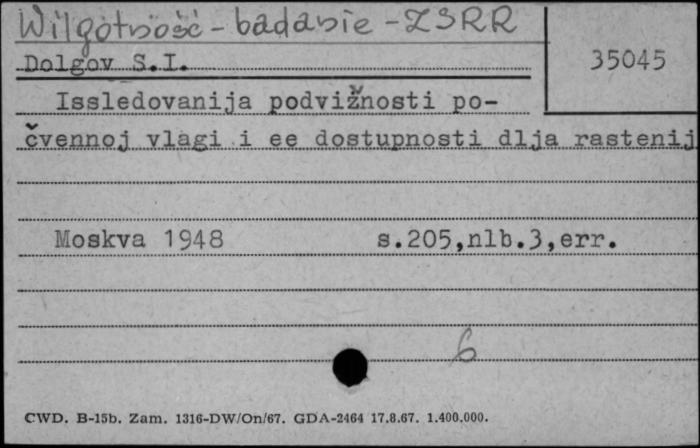 Wilgotność - badanie - ZSRR
Dolgov S.I.
35045
Issledovanija podvižnosti po-
čvennoj vlagi i ee dostupnosti dlja rastenij
Moskva 1948 s.205,nlb.3,err.
6
CWD. B-15b. Zam. 1316-DW/On/67. GDA-2464 17.8.67. 1.400.000.